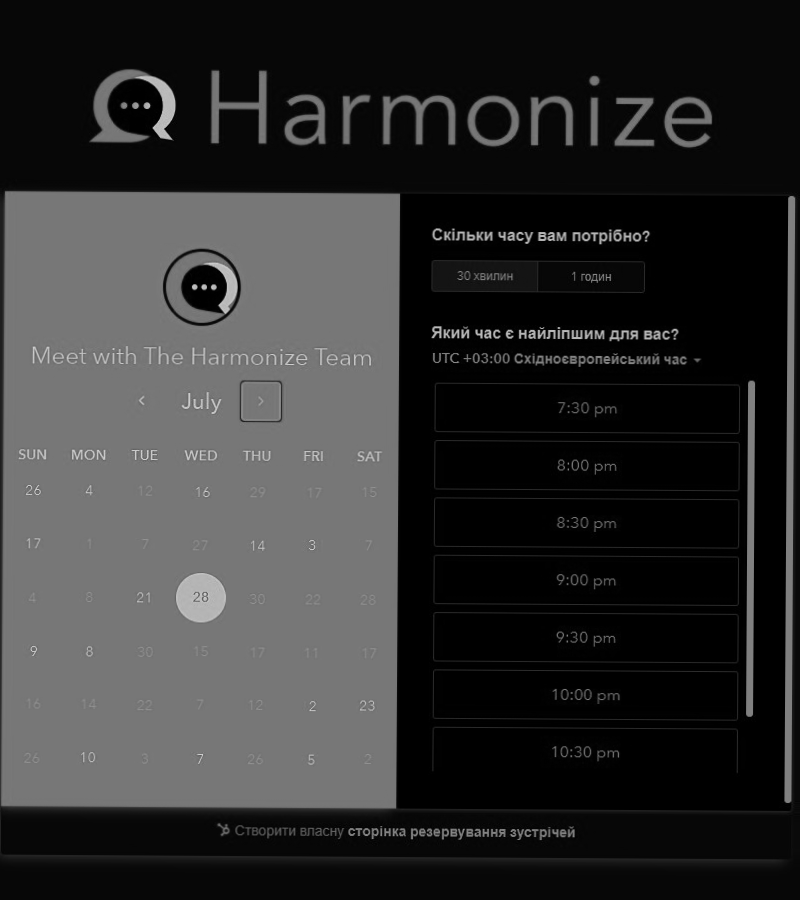 Harmonize
Meet with The Harmonize Team
July
SUN MON TUE WED THU FRI SAT
26 4 12 16 29 17 15
17 1 7 27 14 3 7
4 8 21 28 30 22 28
9 8 30 15 17 11 17
16 14 22 7 12 2 23
26 10 3 7 26 5 2
Скільки часу вам потрібно?
30 хвилин 1 годин
Який час є найліпшим для вас?
UTC +03:00 Східноєвропейський час
7:30 pm
8:00 pm
8:30 pm
9:00 pm
9:30 pm
10:00 pm
10:30 pm
Створити власну сторінка резервування зустрічей